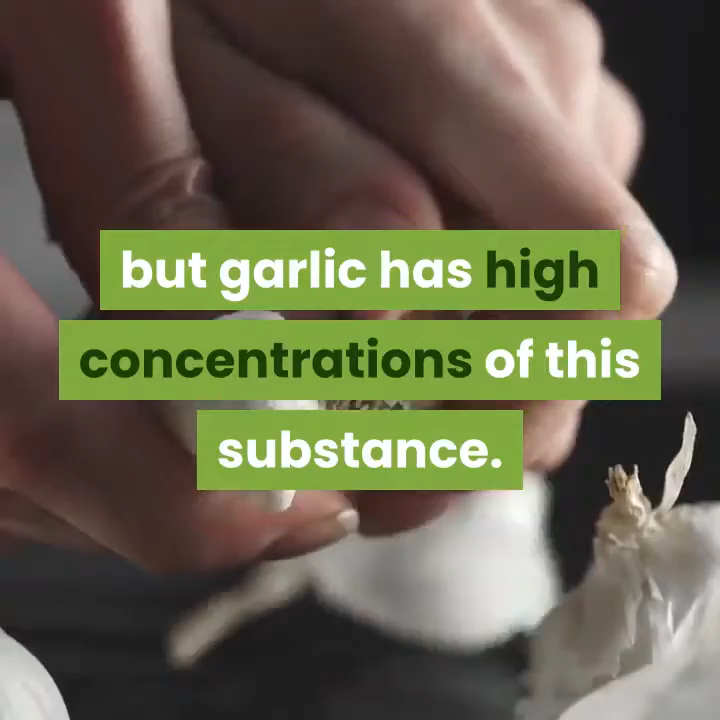 but garlic has high
concentrations of this
substance.